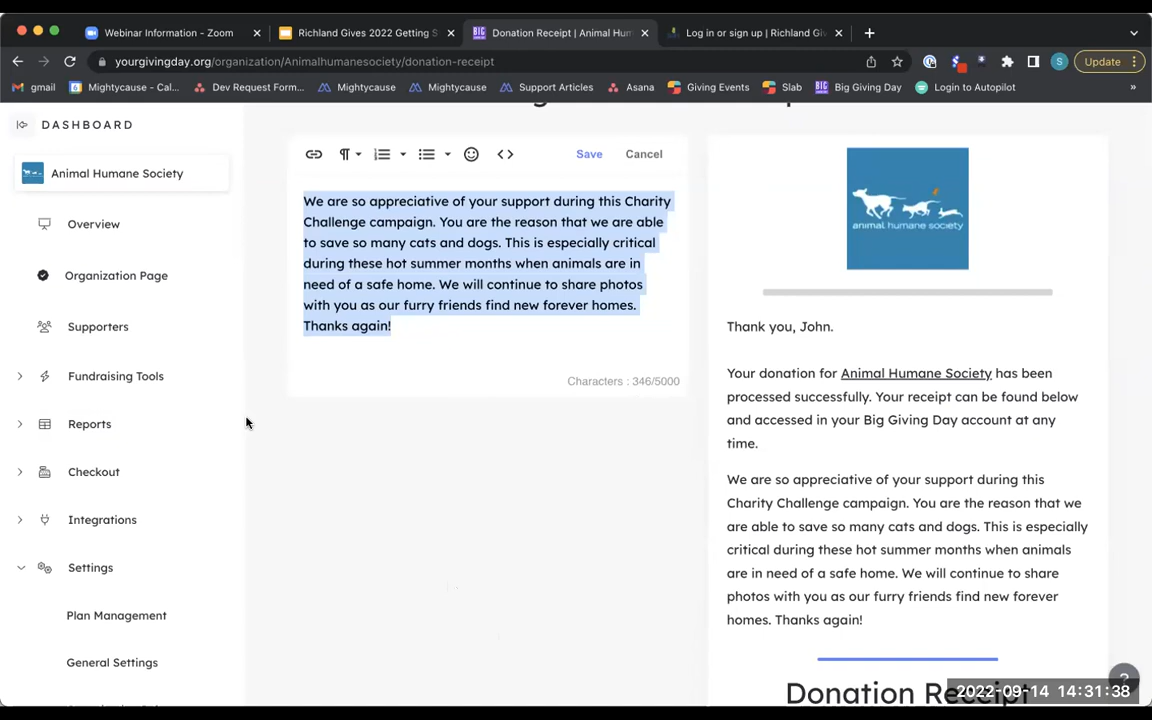 Webinar Information - Zoom
Richland Gives 2022 Getting S
Donation Receipt | Animal Hum
Log in or sign up | Richland Giv
yourgivingday.org/organization/Animalhumanesociety/donation-receipt
S
Update
gmail
Mightycause - Cal...
Dev Request Form...
Mightycause
Mightycause
Support Articles
Asana
Giving Events
Slab
Big Giving Day
Login to Autopilot
DASHBOARD
Animal Humane Society
Overview
Organization Page
Supporters
Fundraising Tools
Reports
Checkout
Integrations
Settings
Plan Management
General Settings
Save
Cancel
We are so appreciative of your support during this Charity
Challenge campaign. You are the reason that we are able
to save so many cats and dogs. This is especially critical
during these hot summer months when animals are in
need of a safe home. We will continue to share photos
with you as our furry friends find new forever homes.
Thanks again!
Characters : 346/5000
animal humane society
Thank you, John.
Your donation for Animal Humane Society has been
processed successfully. Your receipt can be found below
and accessed in your Big Giving Day account at any
time.
We are so appreciative of your support during this
Charity Challenge campaign. You are the reason that we
are able to save so many cats and dogs. This is especially
critical during these hot summer months when animals
are in need of a safe home. We will continue to share
photos with you as our furry friends find new forever
homes. Thanks again!
Donation Receipt
2022-09-14 14:31:38